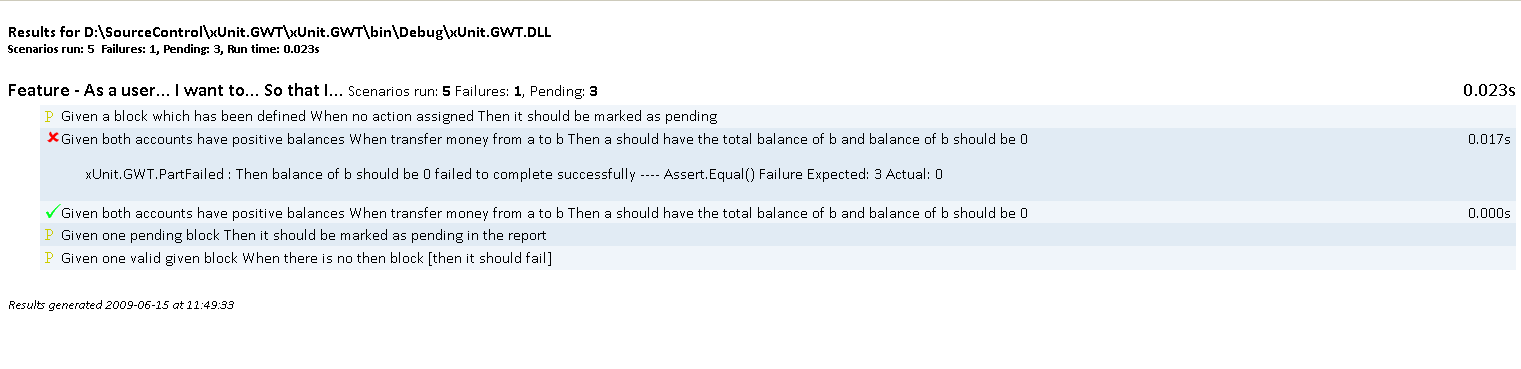 Results for D:\SourceControl\xUnit.GWT\xUnit.GWT\bin\Debug\xUnit.GWT.DLL
Scenarios run: 5 Failures: 1, Pending: 3, Run time: 0.023s
Feature - As a user... I want to... So that I... Scenarios run: 5 Failures: 1, Pending: 3 0.023s
P Given a block which has been defined When no action assigned Then it should be marked as pending
✘ Given both accounts have positive balances When transfer money from a to b Then a should have the total balance of b and balance of b should be 0 0.017s
xUnit.GWT.PartFailed : Then balance of b should be 0 failed to complete successfully ---- Assert.Equal() Failure Expected: 3 Actual: 0
✓ Given both accounts have positive balances When transfer money from a to b Then a should have the total balance of b and balance of b should be 0 0.000s
P Given one pending block Then it should be marked as pending in the report
P Given one valid given block When there is no then block [then it should fail]
Results generated 2009-06-15 at 11:49:33